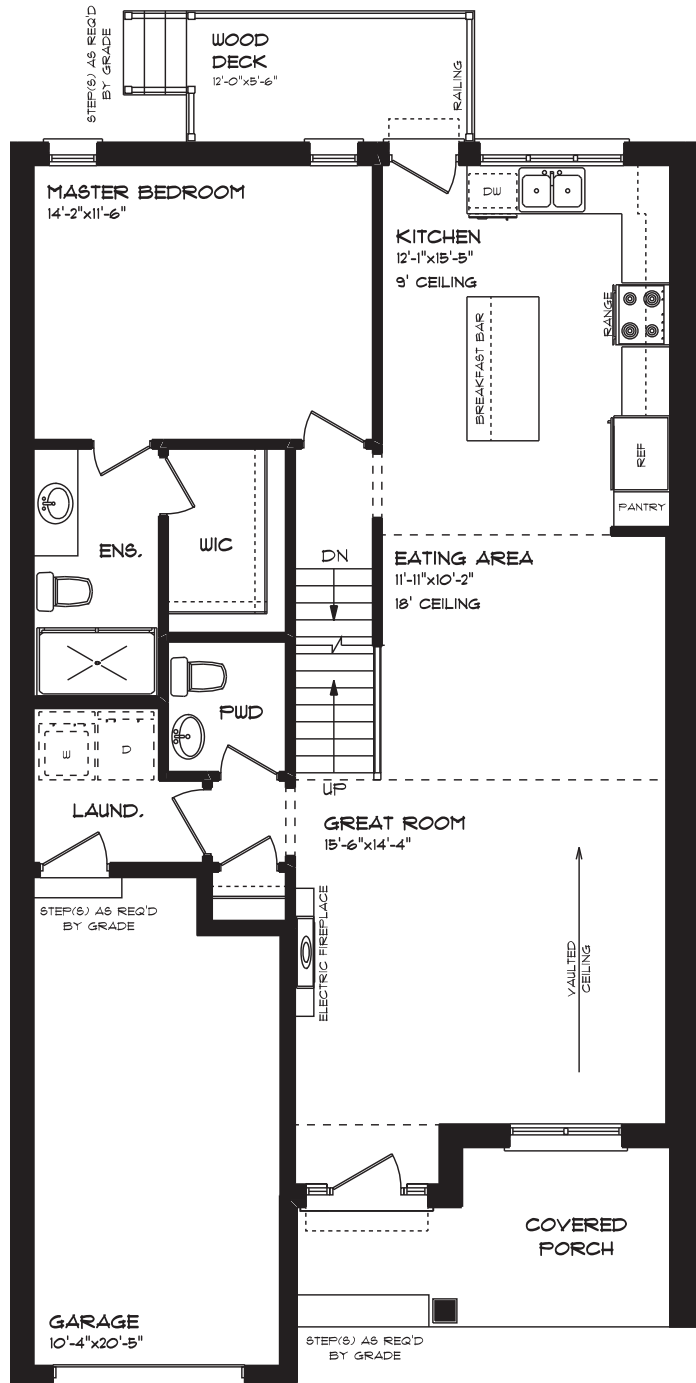 STEP(S) AS REQ'D
BY GRADE
WOOD
DECK
12'-0"x5'-6"
RAILING
MASTER BEDROOM
14'-2"x11'-6"
DW
KITCHEN
12'-1"x15'-5"
9' CEILING
RANGE
BREAKFAST BAR
REF
PANTRY
ENS.
WIC
DN
EATING AREA
11'-11"x10'-2"
18' CEILING
PWD
W
D
UP
LAUND.
GREAT ROOM
15'-6"x14'-4"
STEP(S) AS REQ'D
BY GRADE
ELECTRIC FIREPLACE
VAULTED
CEILING
COVERED
PORCH
GARAGE
10'-4"x20'-5"
STEP(S) AS REQ'D
BY GRADE